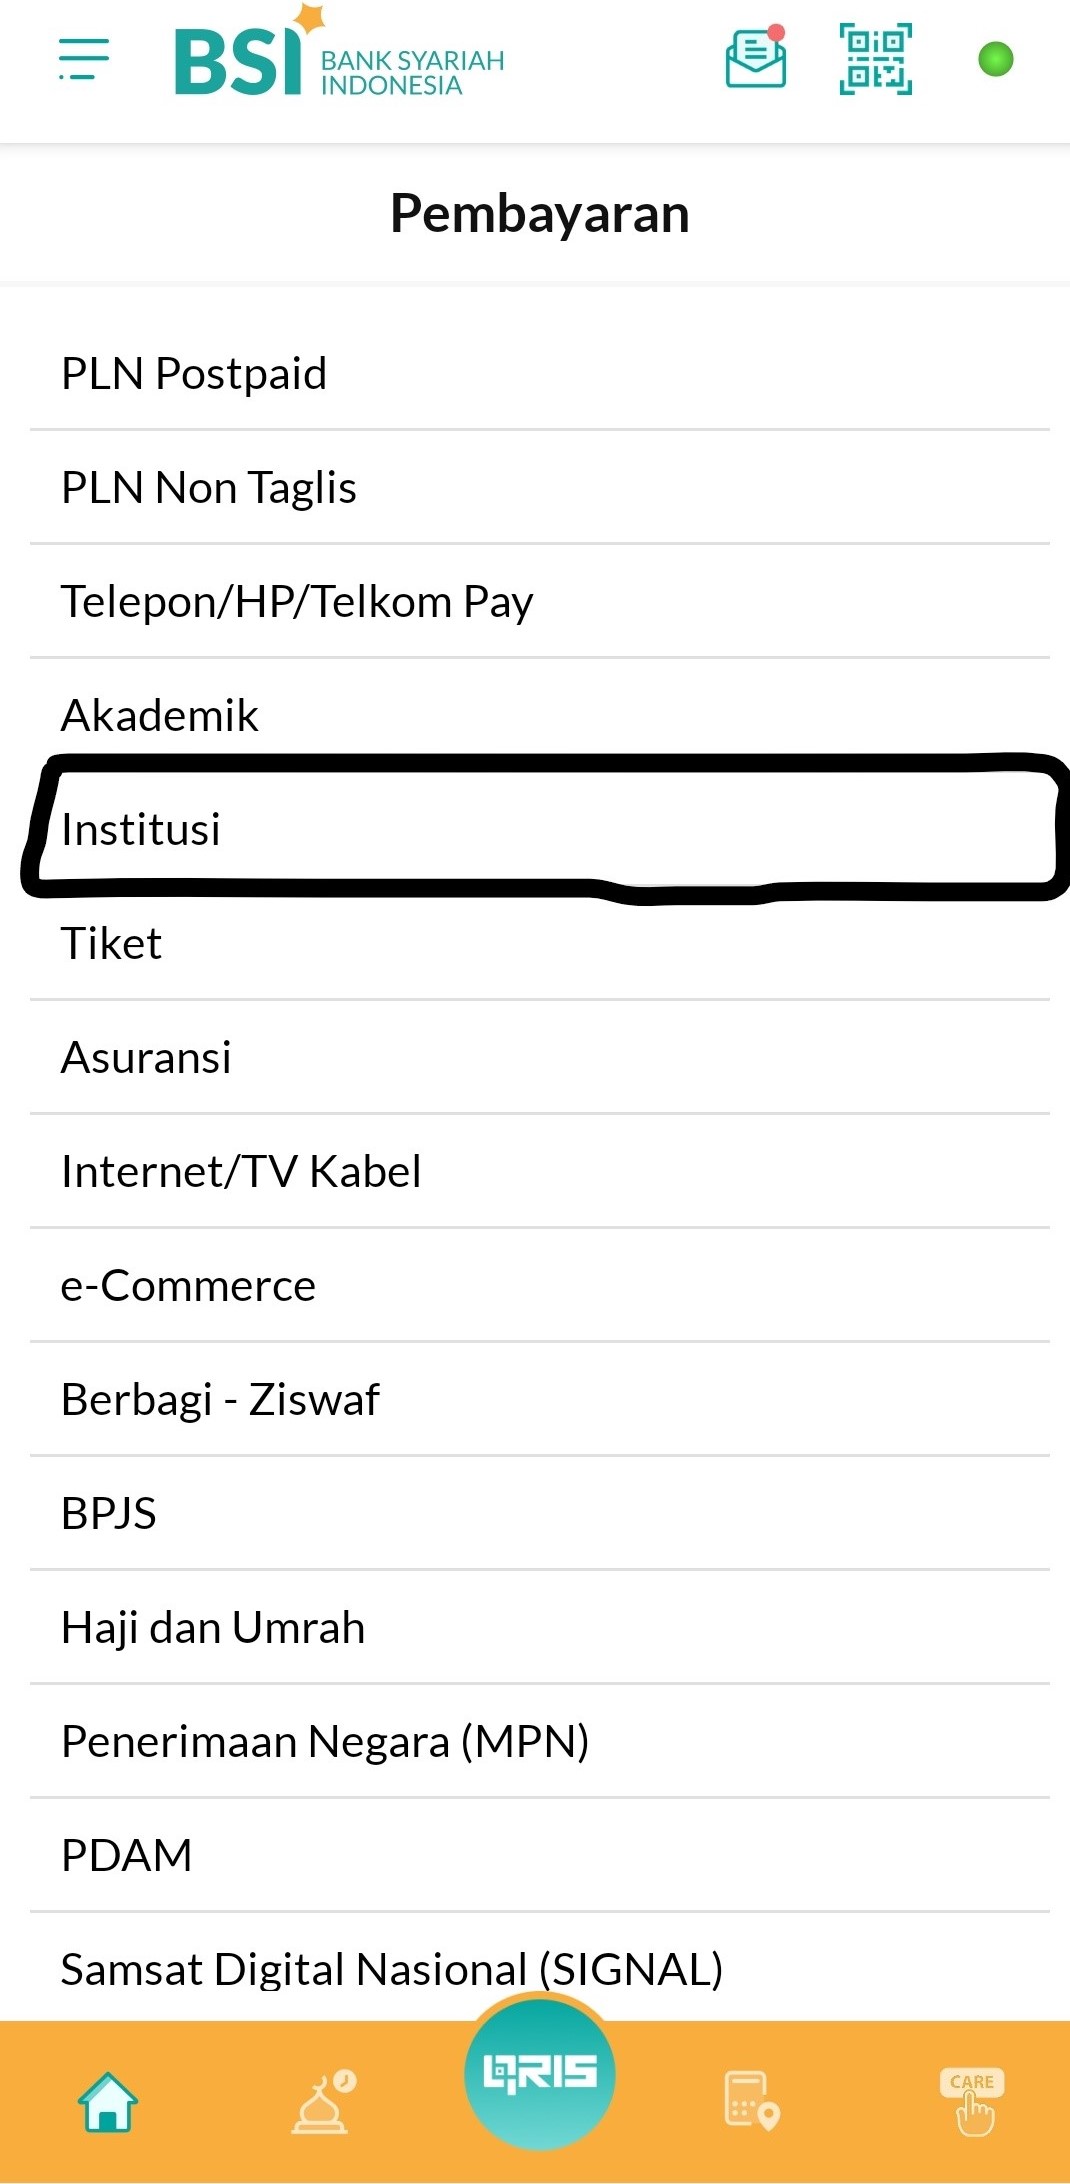 BSI BANK SYARIAH
INDONESIA
Pembayaran
PLN Postpaid
PLN Non Taglis
Telepon/HP/Telkom Pay
Akademik
Institusi
Tiket
Asuransi
Internet/TV Kabel
e-Commerce
Berbagi - Ziswaf
BPJS
Haji dan Umrah
Penerimaan Negara (MPN)
PDAM
Samsat Digital Nasional (SIGNAL)
QRIS
CARE